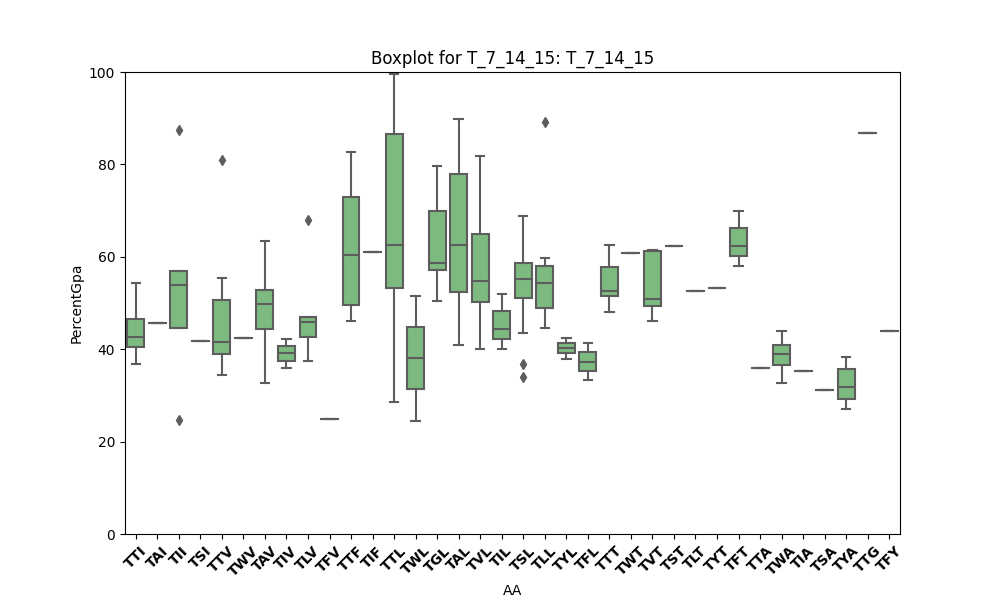 Boxplot for T_7_14_15: T_7_14_15
100
80
60
40
20
0
PercentGpa
TTI TAI TII TSI TTV TWV TAV TIV TLV TFV TTF TIF TTL TWL TGL TAL TVL TIL TSL TLL TYL TFL TTT TWT TVT TST TLT TYT TFT TTA TWA TIA TSA TYA TTG TFY
AA